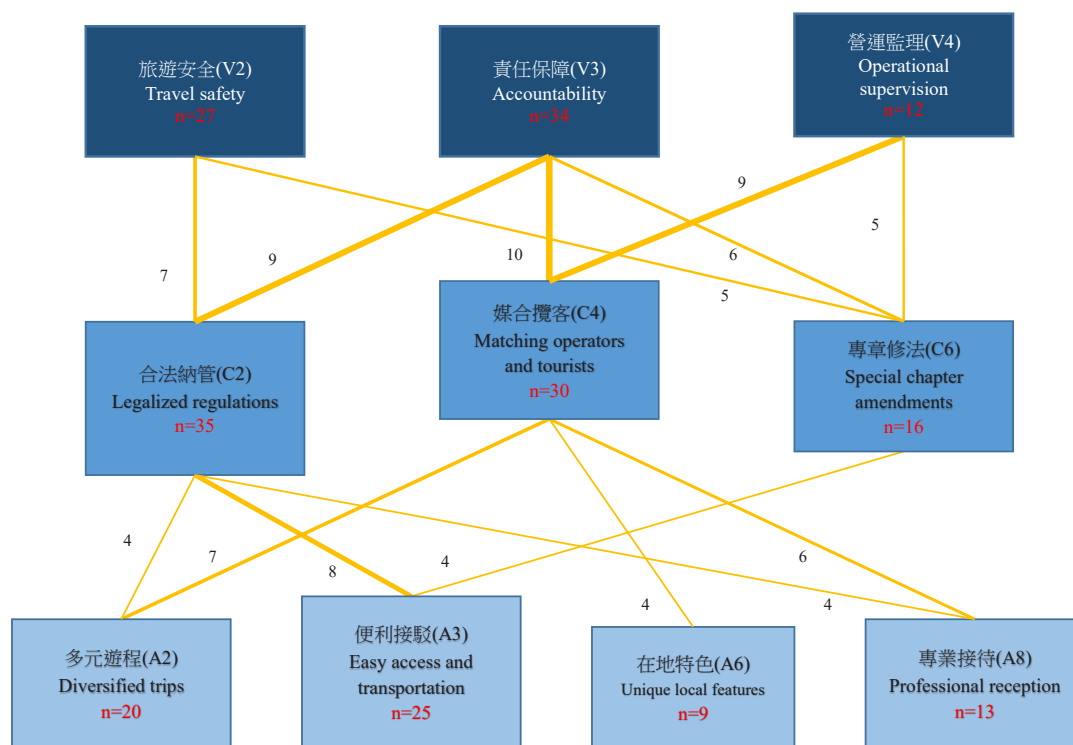 旅遊安全(V2)
Travel safety
n=27
責任保障(V3)
Accountability
n=34
營運監理(V4)
Operational
supervision
n=12
9
5
7
9
10
6
5
合法納管(C2)
Legalized regulations
n=35
媒合攬客(C4)
Matching operators
and tourists
n=30
專章修法(C6)
Special chapter
amendments
n=16
4
7
8
4
4
6
4
多元遊程(A2)
Diversified trips
n=20
便利接駁(A3)
Easy access and
transportation
n=25
在地特色(A6)
Unique local features
n=9
專業接待(A8)
Professional reception
n=13